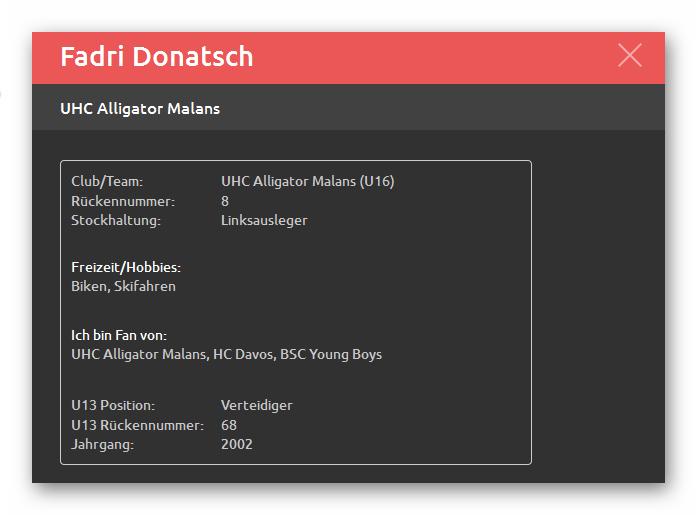 Fadri Donatsch
UHC Alligator Malans
Club/Team: UHC Alligator Malans (U16)
Rückennummer: 8
Stockhaltung: Linksausleger
Freizeit/Hobbies:
Biken, Skifahren
Ich bin Fan von:
UHC Alligator Malans, HC Davos, BSC Young Boys
U13 Position: Verteidiger
U13 Rückennummer: 68
Jahrgang: 2002